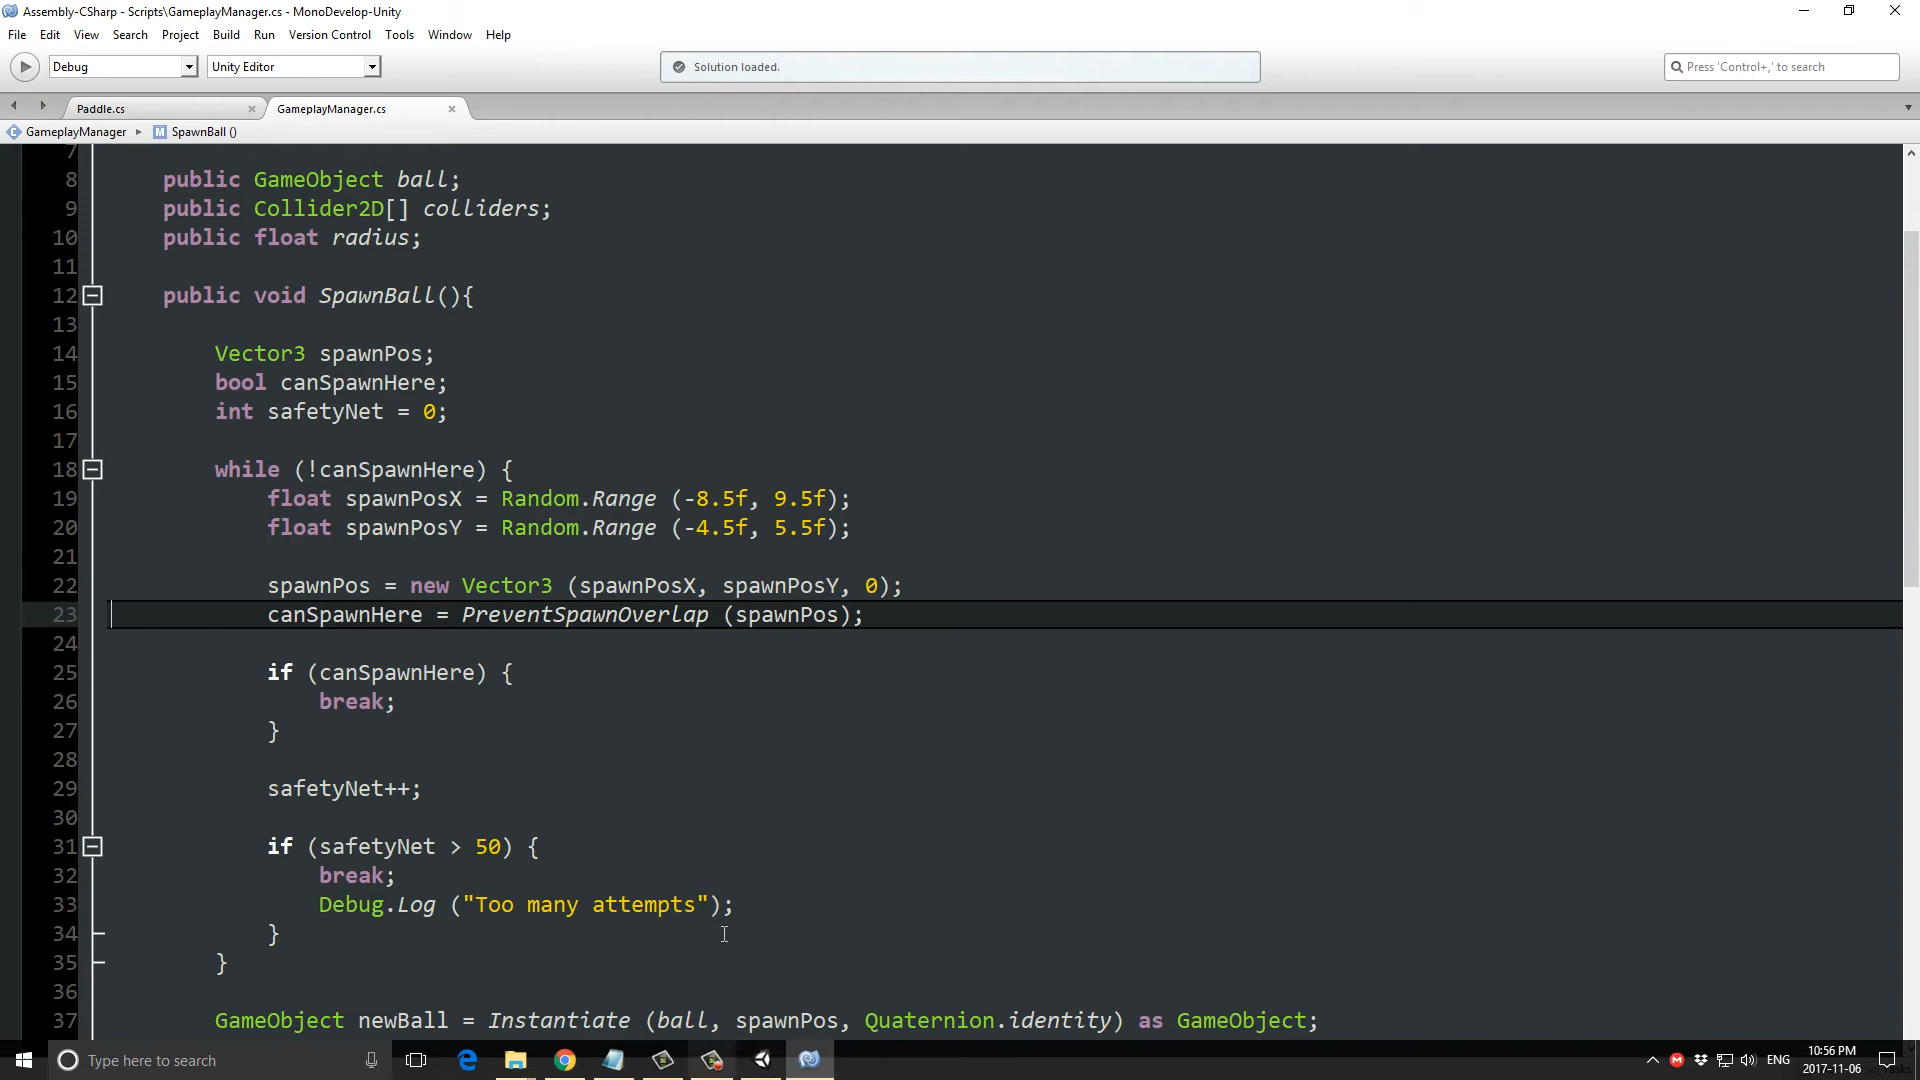 Assembly-CSharp - Scripts\GameplayManager.cs - MonoDevelop-Unity
File Edit View Search Project Build Run Version Control Tools Window Help
Debug Unity Editor Solution loaded. Press 'Control+,' to search
Paddle.cs GameplayManager.cs
GameplayManager SpawnBall ()
7
8 public GameObject ball;
9 public Collider2D[] colliders;
10 public float radius;
11
12 public void SpawnBall(){
13
14 Vector3 spawnPos;
15 bool canSpawnHere;
16 int safetyNet = 0;
17
18 while (!canSpawnHere) {
19 float spawnPosX = Random.Range (-8.5f, 9.5f);
20 float spawnPosY = Random.Range (-4.5f, 5.5f);
21
22 spawnPos = new Vector3 (spawnPosX, spawnPosY, 0);
23 canSpawnHere = PreventSpawnOverlap (spawnPos);
24
25 if (canSpawnHere) {
26 break;
27 }
28
29 safetyNet++;
30
31 if (safetyNet > 50) {
32 break;
33 Debug.Log ("Too many attempts");
34 }
35 }
36
37 GameObject newBall = Instantiate (ball, spawnPos, Quaternion.identity) as GameObject;
Type here to search ENG 10:56 PM
2017-11-06